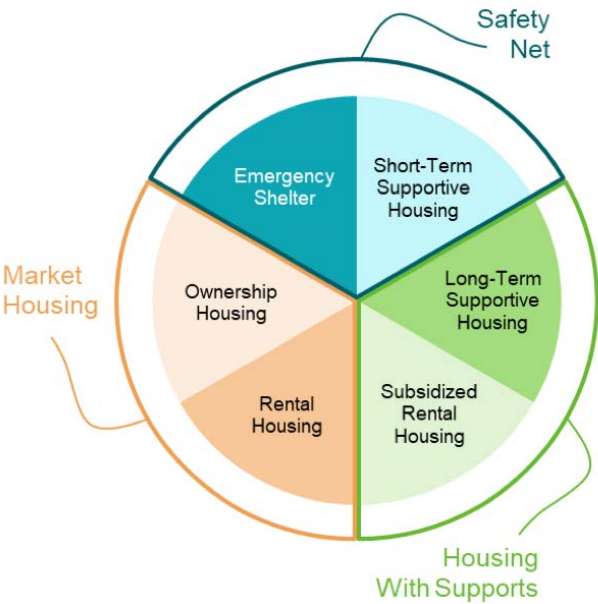 Safety
Net
Emergency
Shelter
Short-Term
Supportive
Housing
Market
Housing
Ownership
Housing
Long-Term
Supportive
Housing
Rental
Housing
Subsidized
Rental
Housing
Housing
With Supports